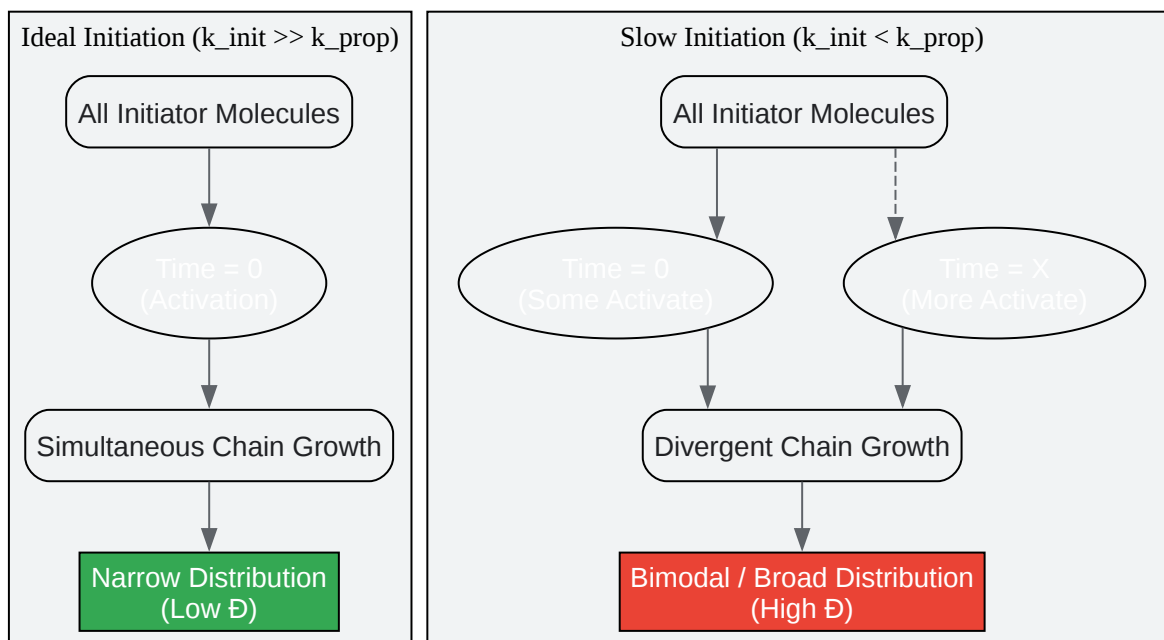 Ideal Initiation (k_init >> k_prop)
All Initiator Molecules
Time = 0
(Activation)
Simultaneous Chain Growth
Narrow Distribution
(Low Đ)
Slow Initiation (k_init < k_prop)
All Initiator Molecules
Time = 0
(Some Activate)
Time = X
(More Activate)
Divergent Chain Growth
Bimodal / Broad Distribution
(High Đ)